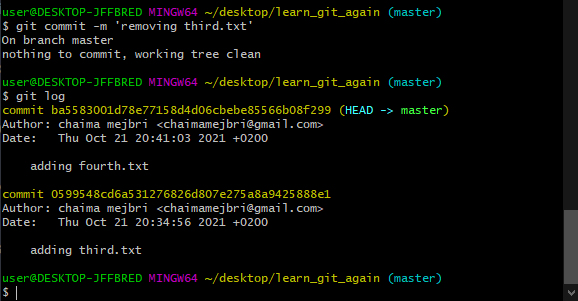 user@DESKTOP-JFFBRED MINGW64 ~/desktop/learn_git_again (master)
$ git commit -m 'removing third.txt'
On branch master
nothing to commit, working tree clean
user@DESKTOP-JFFBRED MINGW64 ~/desktop/learn_git_again (master)
$ git log
commit ba5583001d78e77158d4d06cbebe85566b08f299 (HEAD -> master)
Author: chaima mejbri <chaimamejbri@gmail.com>
Date:   Thu Oct 21 20:41:03 2021 +0200
    adding fourth.txt
commit 0599548cd6a531276826d807e275a8a9425888e1
Author: chaima mejbri <chaimamejbri@gmail.com>
Date:   Thu Oct 21 20:34:56 2021 +0200
    adding third.txt
user@DESKTOP-JFFBRED MINGW64 ~/desktop/learn_git_again (master)
$